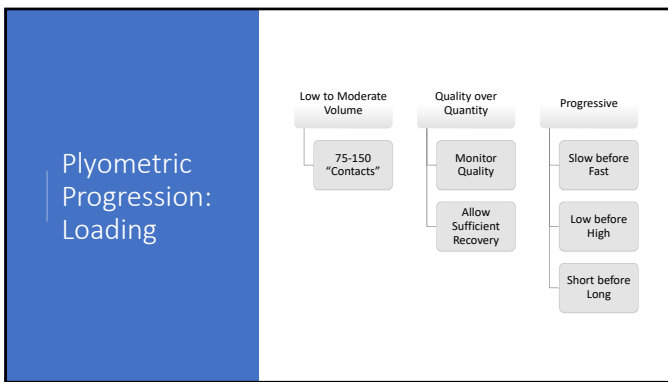 Plyometric
Progression:
Loading
Low to Moderate
Volume
75-150
“Contacts”
Quality over
Quantity
Monitor
Quality
Allow
Sufficient
Recovery
Progressive
Slow before
Fast
Low before
High
Short before
Long